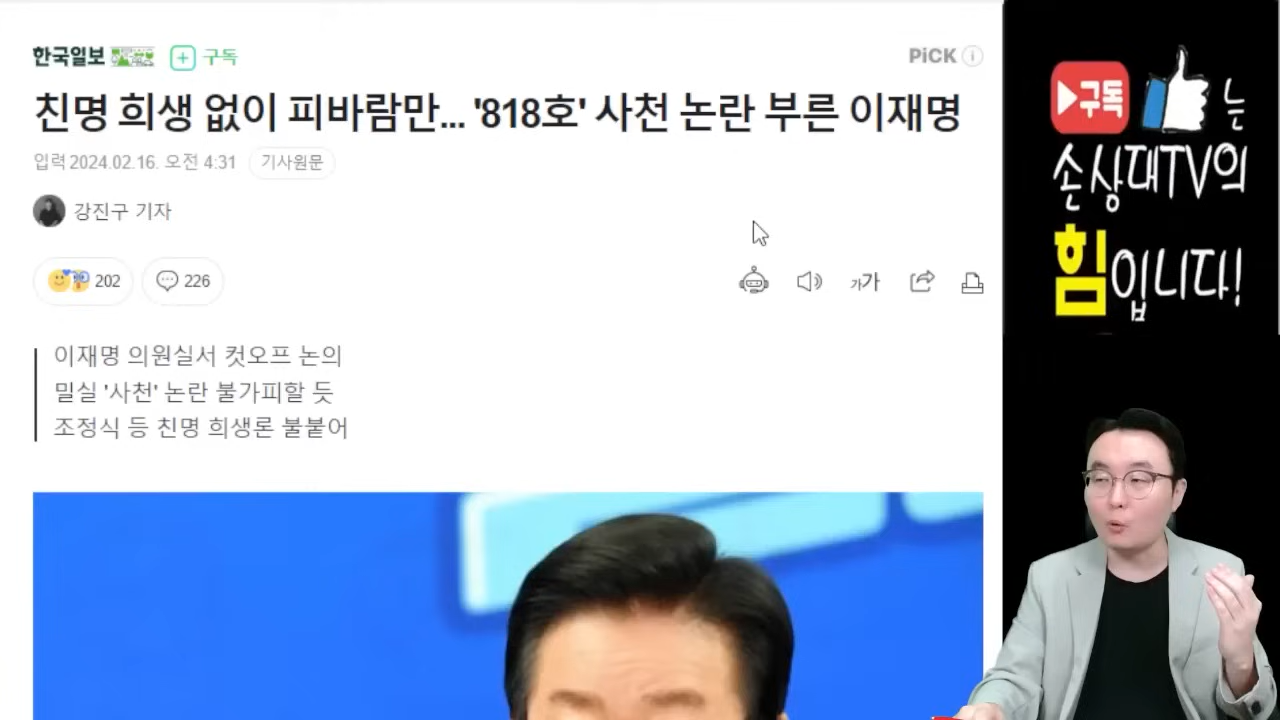 한국일보
구독
PiCK
친명 희생 없이 피바람만... '818호' 사천 논란 부른 이재명
입력 2024.02.16. 오전 4:31
기사원문
강진구 기자
202
226
가가
이재명 의원실서 컷오프 논의
밀실 '사천' 논란 불가피할 듯
조정식 등 친명 희생론 불붙어
구독
는
손상대TV의
힘입니다!